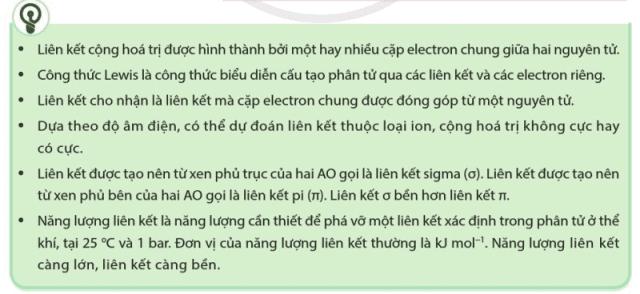 • Liên kết cộng hoá trị được hình thành bởi một hay nhiều cặp electron chung giữa hai nguyên tử.
• Công thức Lewis là công thức biểu diễn cấu tạo phân tử qua các liên kết và các electron riêng.
• Liên kết cho nhận là liên kết mà cặp electron chung được đóng góp từ một nguyên tử.
• Dựa theo độ âm điện, có thể dự đoán liên kết thuộc loại ion, cộng hoá trị không cực hay
có cực.
• Liên kết được tạo nên từ xen phủ trục của hai AO gọi là liên kết sigma (σ). Liên kết được tạo nên
từ xen phủ bên của hai AO gọi là liên kết pi (π). Liên kết σ bền hơn liên kết π.
• Năng lượng liên kết là năng lượng cần thiết để phá vỡ một liên kết xác định trong phân tử ở thể
khí, tại 25 °C và 1 bar. Đơn vị của năng lượng liên kết thường là kJ mol⁻¹. Năng lượng liên kết
càng lớn, liên kết càng bền.